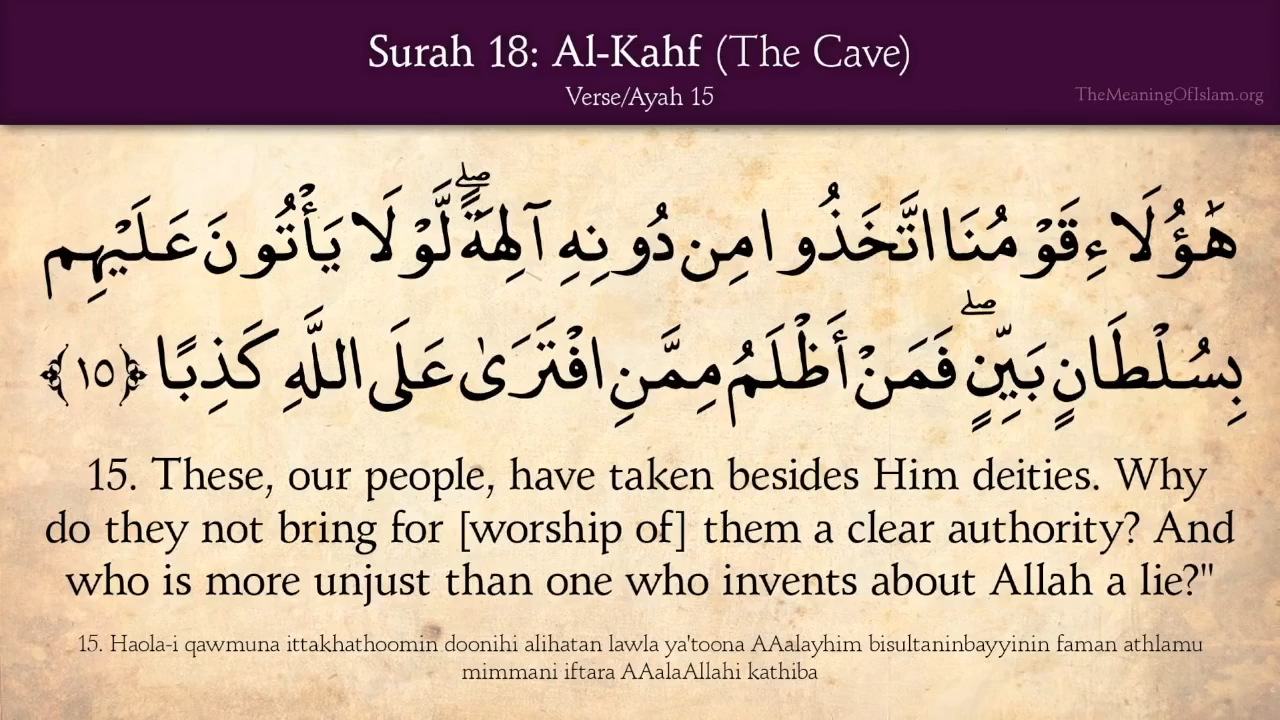 Surah 18: Al-Kahf (The Cave)
Verse/Ayah 15
TheMeaningOfIslam.org
هَٰؤُلَاءِ قَوْمُنَا اتَّخَذُوا مِن دُونِهِ آلِهَةً ۖ لَّوْلَا يَأْتُونَ عَلَيْهِم
بِسُلْطَانٍ بَيِّنٍ ۖ فَمَنْ أَظْلَمُ مِمَّنِ افْتَرَىٰ عَلَى اللَّهِ كَذِبًا ﴿١٥﴾
15. These, our people, have taken besides Him deities. Why
do they not bring for [worship of] them a clear authority? And
who is more unjust than one who invents about Allah a lie?"
15. Haola-i qawmuna ittakhathoomin doonihi alihatan lawla ya'toona AAalayhim bisultaninbayyinin faman athlamu
mimmani iftara AAalaAllahi kathiba